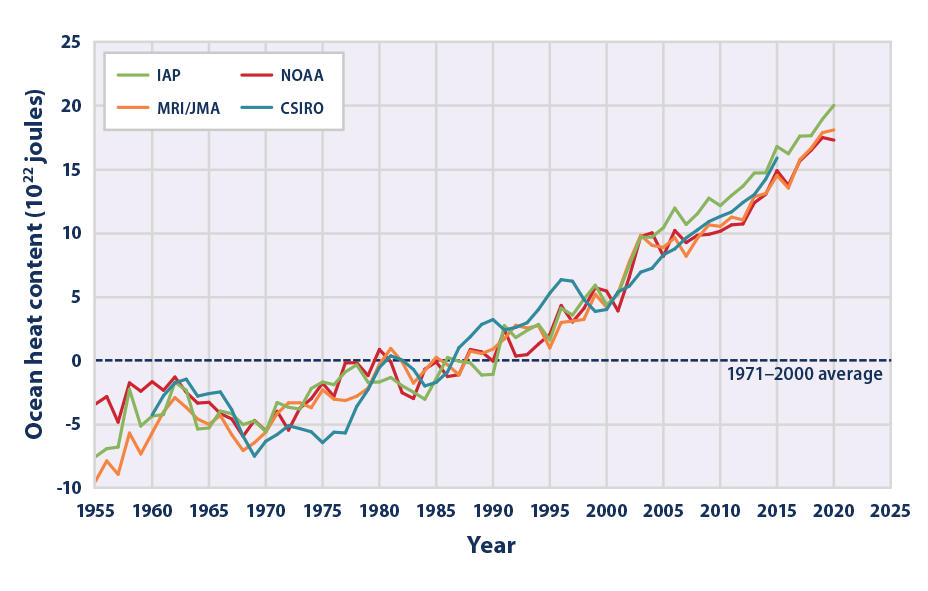 25
20
15
10
5
0
-5
-10
Ocean heat content (10²² joules)
IAP
NOAA
MRI/JMA
CSIRO
1971–2000 average
1955 1960 1965 1970 1975 1980 1985 1990 1995 2000 2005 2010 2015 2020 2025
Year